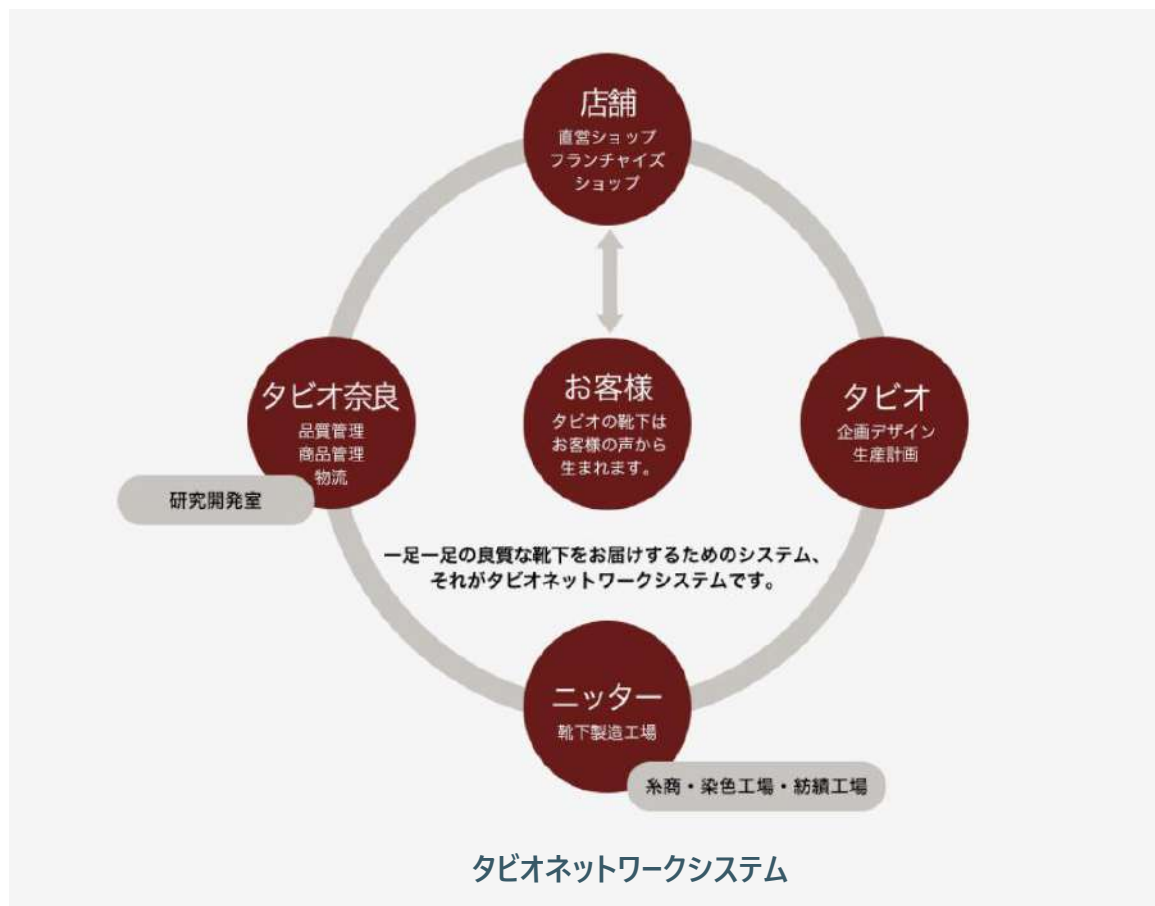 店舗
直営ショップ
フランチャイズ
ショップ
タビオ奈良
品質管理
商品管理
物流
研究開発室
お客様
タビオの靴下は
お客様の声から
生まれます。
タビオ
企画デザイン
生産計画
一足一足の良質な靴下をお届けするためのシステム、
それがタビオネットワークシステムです。
ニッター
靴下製造工場
糸商・染色工場・紡績工場
タビオネットワークシステム